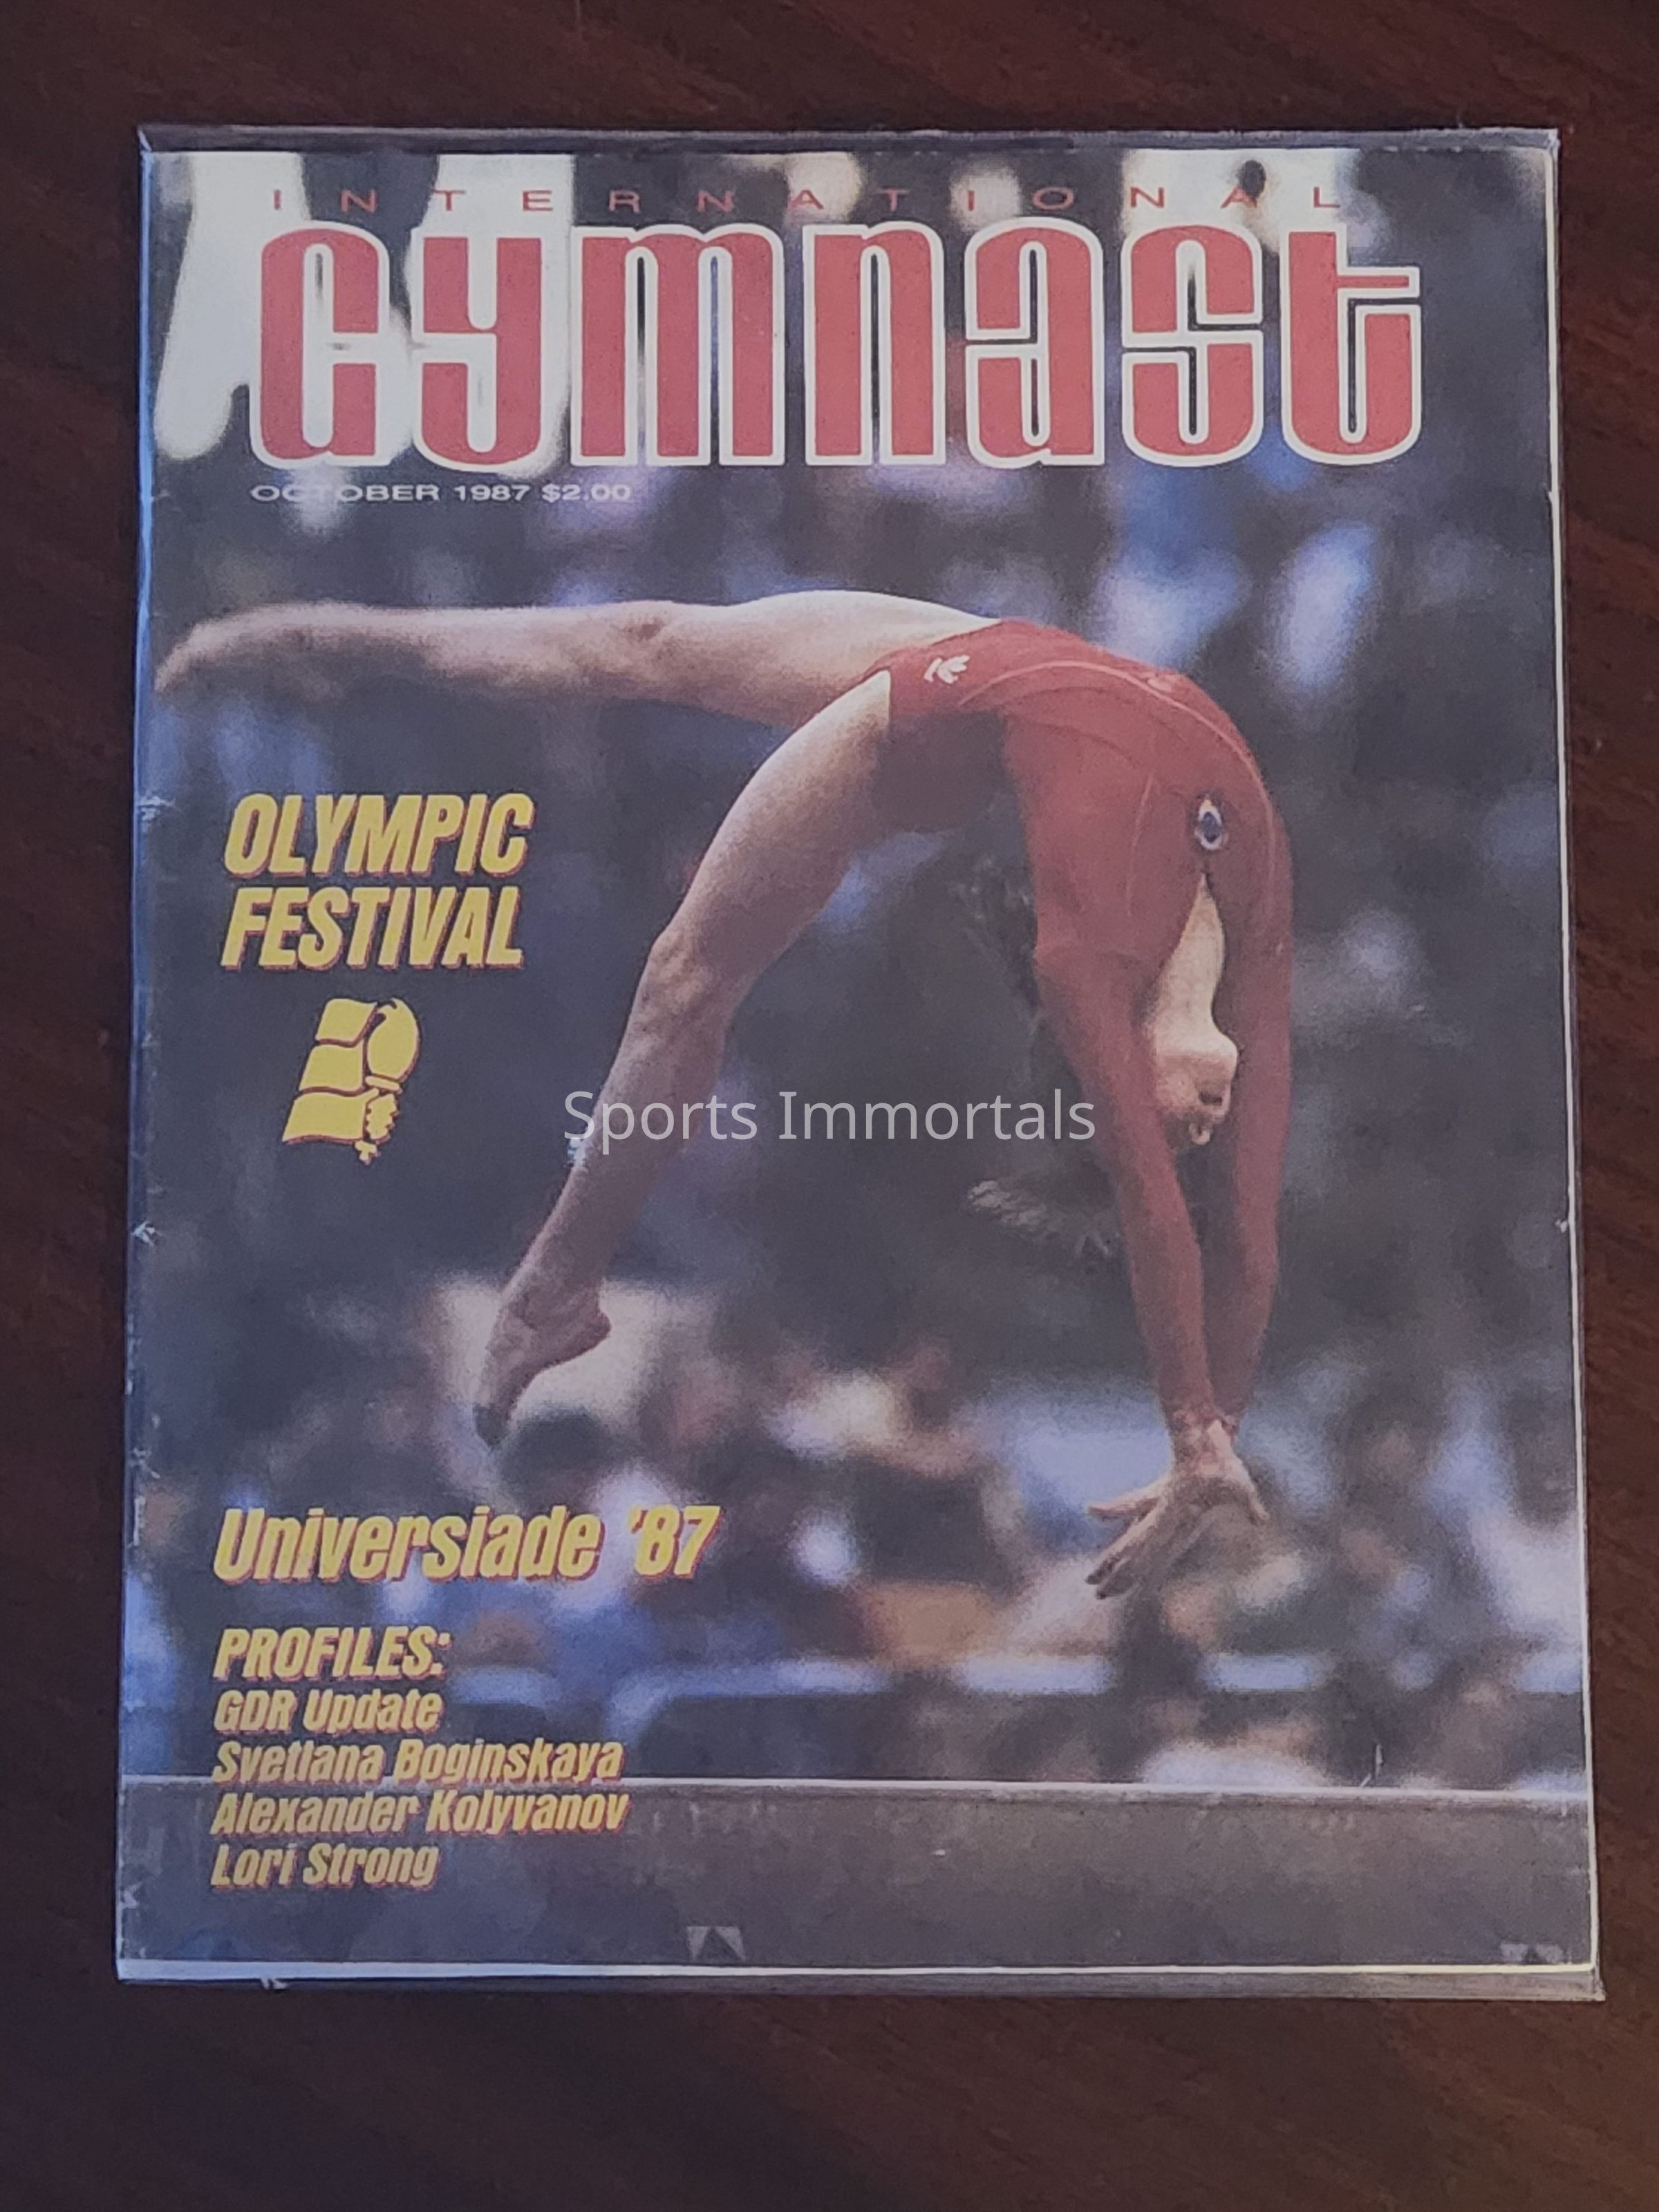 INTERNATIONAL
Gymnast
OCTOBER 1987 $2.00
OLYMPIC
FESTIVAL
Sports Immortals
Universiade '87
PROFILES:
GDR Update
Svetlana Boginskaya
Alexander Kolyvanov
Lori Strong